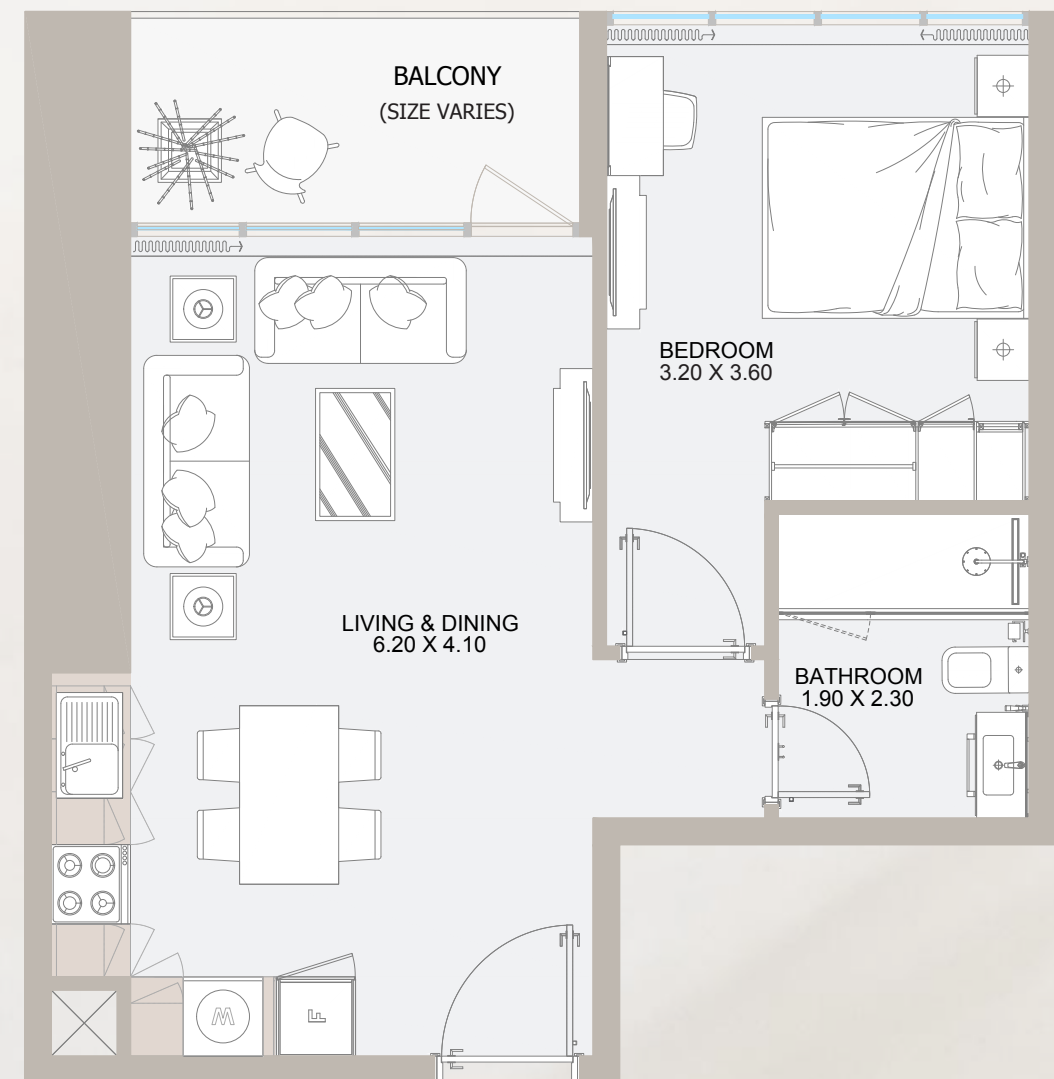 BALCONY
(SIZE VARIES)
BEDROOM
3.20 X 3.60
LIVING & DINING
6.20 X 4.10
BATHROOM
1.90 X 2.30
W
F